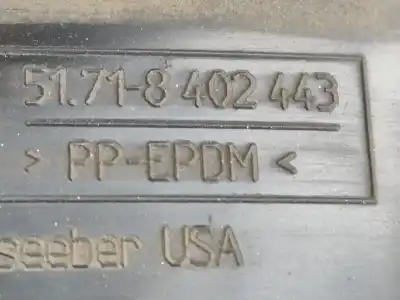 51.71-8 402 443
> PP-EPDM <
seeber USA